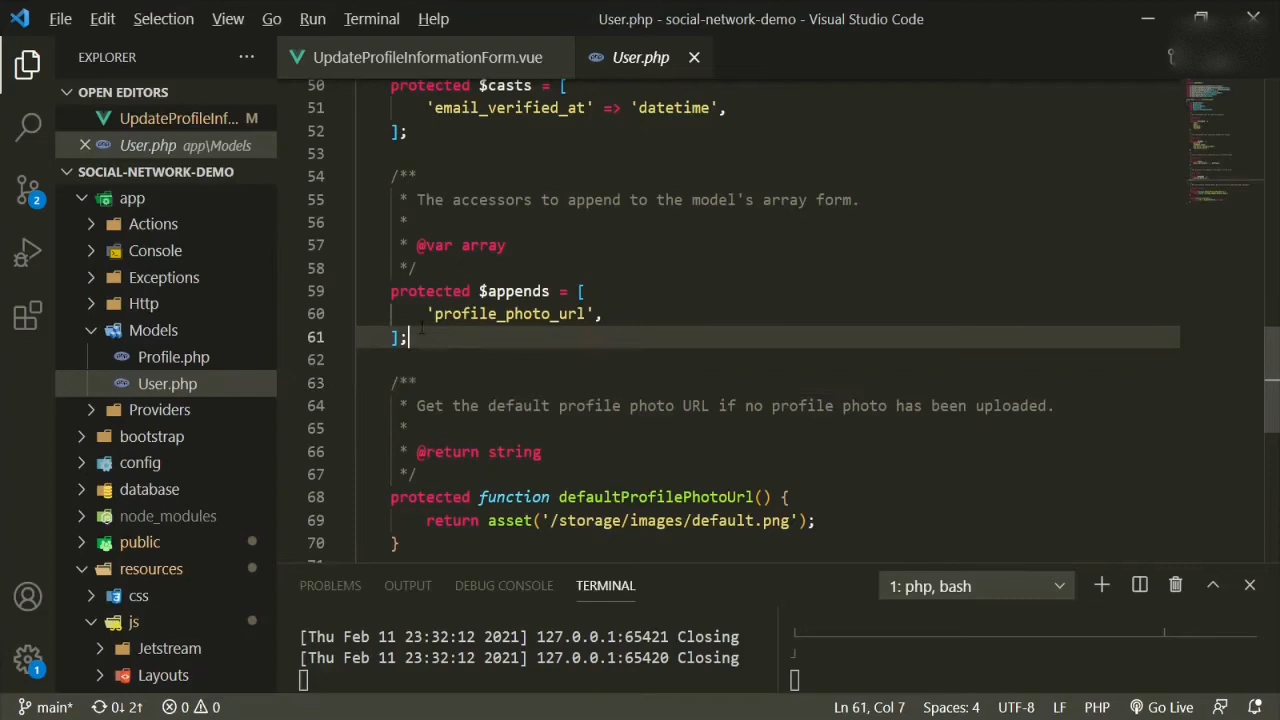 File Edit Selection View Go Run Terminal Help User.php - social-network-demo - Visual Studio Code
EXPLORER
UpdateProfileInformationForm.vue User.php
OPEN EDITORS
UpdateProfileInf... M
User.php app\Models
SOCIAL-NETWORK-DEMO
app
Actions
Console
Exceptions
Http
Models
Profile.php
User.php
Providers
bootstrap
config
database
node_modules
public
resources
css
js
Jetstream
Layouts
2
1
50 protected $casts = [
51 'email_verified_at' => 'datetime',
52 ];
53
54 /**
55 * The accessors to append to the model's array form.
56 *
57 * @var array
58 */
59 protected $appends = [
60 'profile_photo_url',
61 ];
62
63 /**
64 * Get the default profile photo URL if no profile photo has been uploaded.
65 *
66 * @return string
67 */
68 protected function defaultProfilePhotoUrl() {
69 return asset('/storage/images/default.png');
70 }
PROBLEMS OUTPUT DEBUG CONSOLE TERMINAL 1: php, bash
[Thu Feb 11 23:32:12 2021] 127.0.0.1:65421 Closing
[Thu Feb 11 23:32:12 2021] 127.0.0.1:65420 Closing
main* 0↓ 2↑ 0 0 Ln 61, Col 7 Spaces: 4 UTF-8 LF PHP Go Live